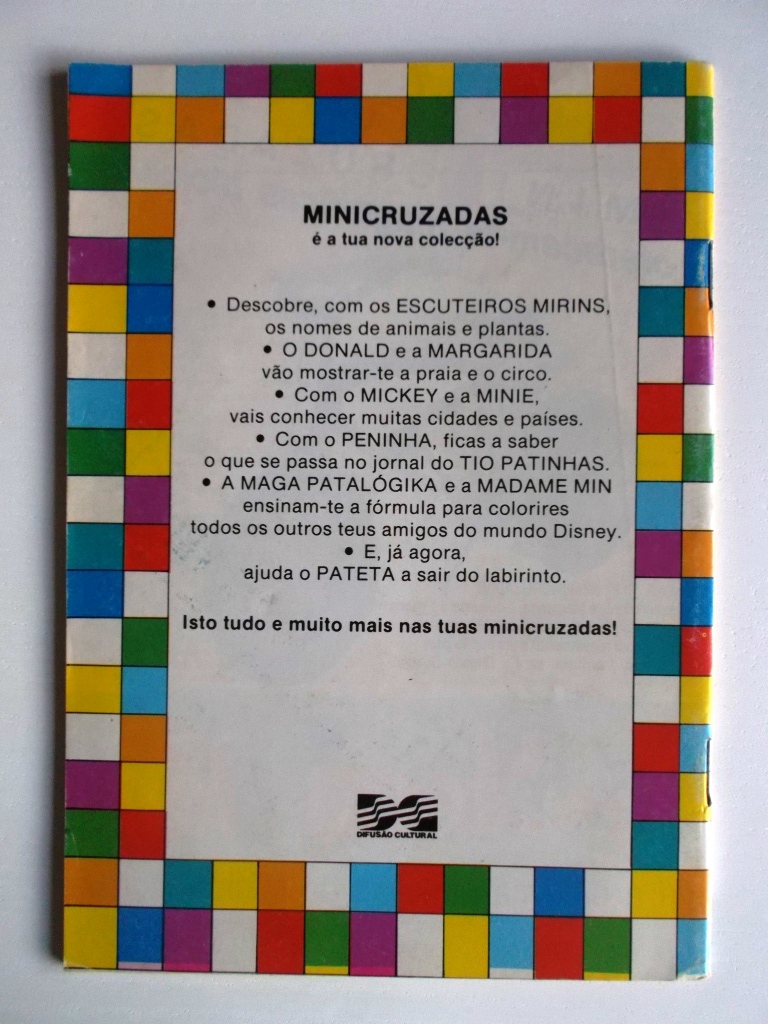 MINICRUZADAS
é a tua nova colecção!
• Descobre, com os ESCUTEIROS MIRINS,
os nomes de animais e plantas.
• O DONALD e a MARGARIDA
vão mostrar-te a praia e o circo.
• Com o MICKEY e a MINIE,
vais conhecer muitas cidades e países.
• Com o PENINHA, ficas a saber
o que se passa no jornal do TIO PATINHAS.
• A MAGA PATALÓGIKA e a MADAME MIN
ensinam-te a fórmula para colorires
todos os outros teus amigos do mundo Disney.
• E, já agora,
ajuda o PATETA a sair do labirinto.
Isto tudo e muito mais nas tuas minicruzadas!
DIFUSÃO CULTURAL